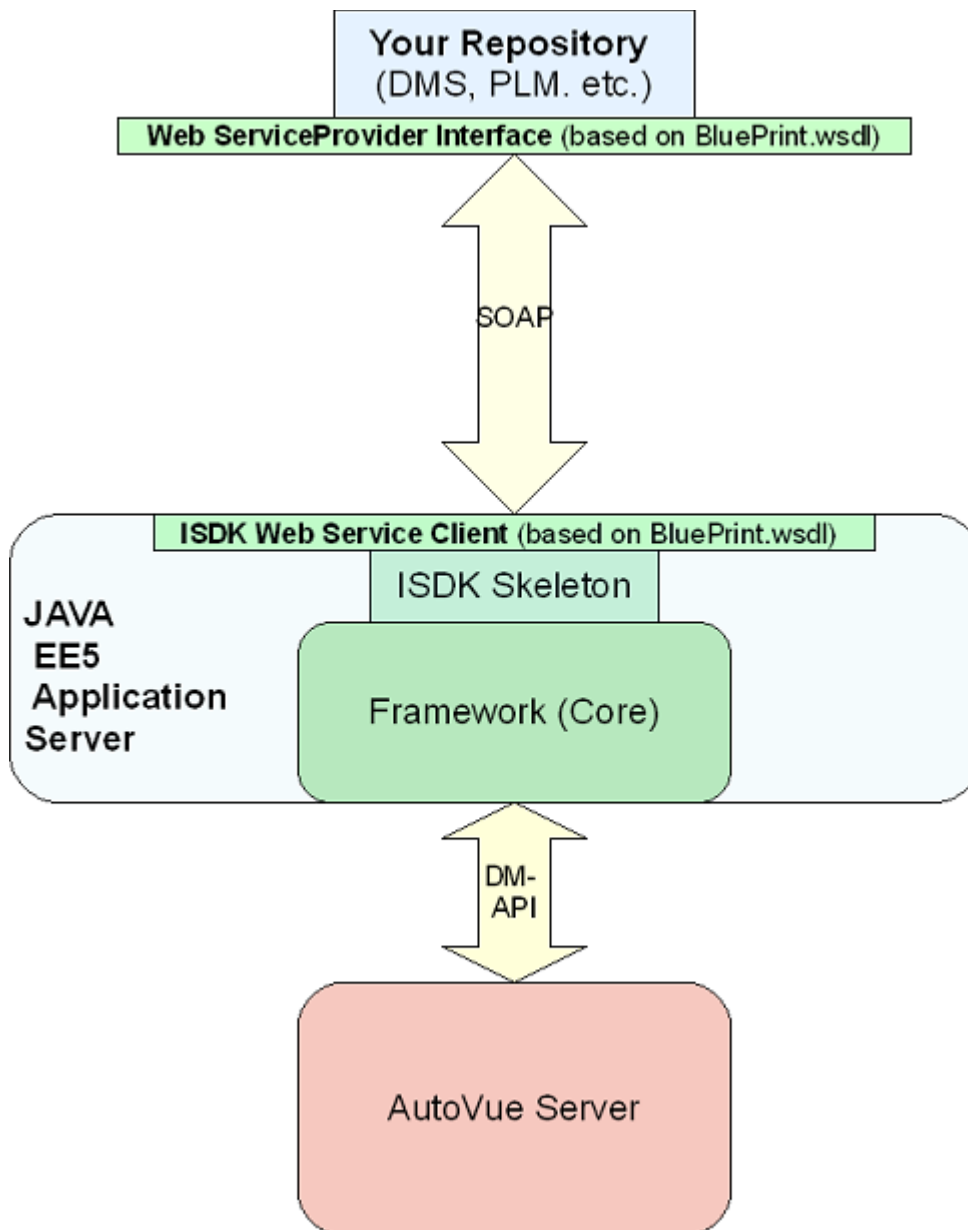 Your Repository
(DMS, PLM. etc.)
Web ServiceProvider Interface (based on BluePrint.wsdl)
SOAP
ISDK Web Service Client (based on BluePrint.wsdl)
ISDK Skeleton
JAVA
EE5
Application
Server
Framework (Core)
DM-
API
AutoVue Server